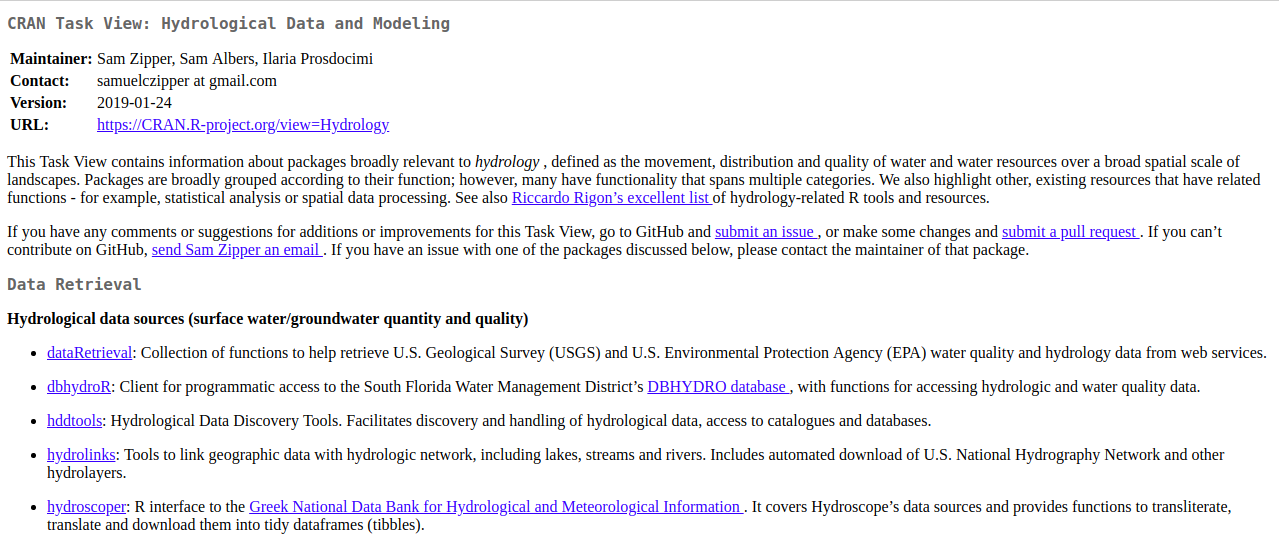 CRAN Task View: Hydrological Data and Modeling
Maintainer: Sam Zipper, Sam Albers, Ilaria Prosdocimi
Contact: samuelczipper at gmail.com
Version: 2019-01-24
URL: https://CRAN.R-project.org/view=Hydrology
This Task View contains information about packages broadly relevant to hydrology , defined as the movement, distribution and quality of water and water resources over a broad spatial scale of
landscapes. Packages are broadly grouped according to their function; however, many have functionality that spans multiple categories. We also highlight other, existing resources that have related
functions - for example, statistical analysis or spatial data processing. See also Riccardo Rigon’s excellent list of hydrology-related R tools and resources.
If you have any comments or suggestions for additions or improvements for this Task View, go to GitHub and submit an issue , or make some changes and submit a pull request . If you can’t
contribute on GitHub, send Sam Zipper an email . If you have an issue with one of the packages discussed below, please contact the maintainer of that package.
Data Retrieval
Hydrological data sources (surface water/groundwater quantity and quality)
• dataRetrieval: Collection of functions to help retrieve U.S. Geological Survey (USGS) and U.S. Environmental Protection Agency (EPA) water quality and hydrology data from web services.
• dbhydroR: Client for programmatic access to the South Florida Water Management District’s DBHYDRO database , with functions for accessing hydrologic and water quality data.
• hddtools: Hydrological Data Discovery Tools. Facilitates discovery and handling of hydrological data, access to catalogues and databases.
• hydrolinks: Tools to link geographic data with hydrologic network, including lakes, streams and rivers. Includes automated download of U.S. National Hydrography Network and other
hydrolayers.
• hydroscoper: R interface to the Greek National Data Bank for Hydrological and Meteorological Information . It covers Hydroscope’s data sources and provides functions to transliterate,
translate and download them into tidy dataframes (tibbles).